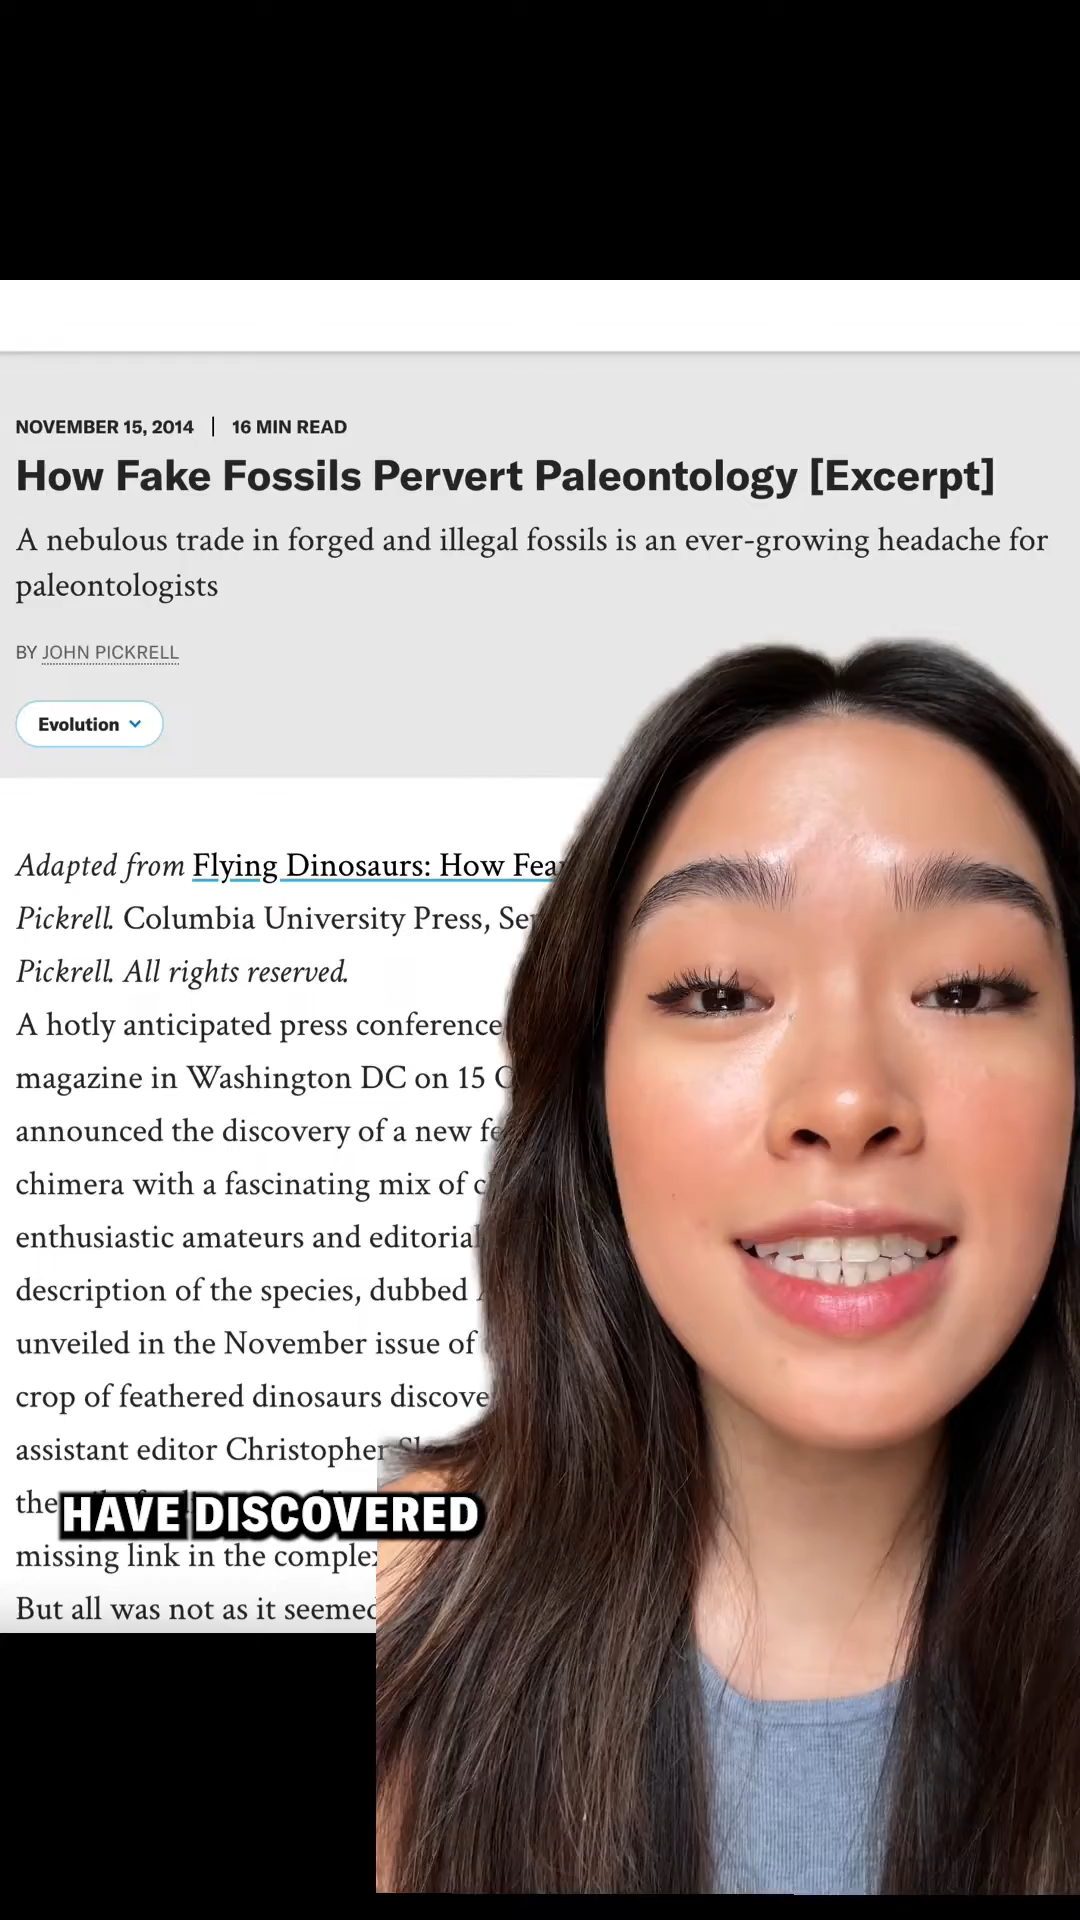 NOVEMBER 15, 2014 | 16 MIN READ
How Fake Fossils Pervert Paleontology [Excerpt]
A nebulous trade in forged and illegal fossils is an ever-growing headache for
paleontologists
BY JOHN PICKRELL
Evolution
Adapted from Flying Dinosaurs: How
Pickrell. Columbia University Press,
Pickrell. All rights reserved.
A hotly anticipated press conference
magazine in Washington DC on 15
announced the discovery of a new
chimera with a fascinating mix of
enthusiastic amateurs and editorial
description of the species, dubbed
unveiled in the November issue of
crop of feathered dinosaurs
assistant editor Christopher
the
HAVE DISCOVERED
missing link in the
But all was not as it seemed